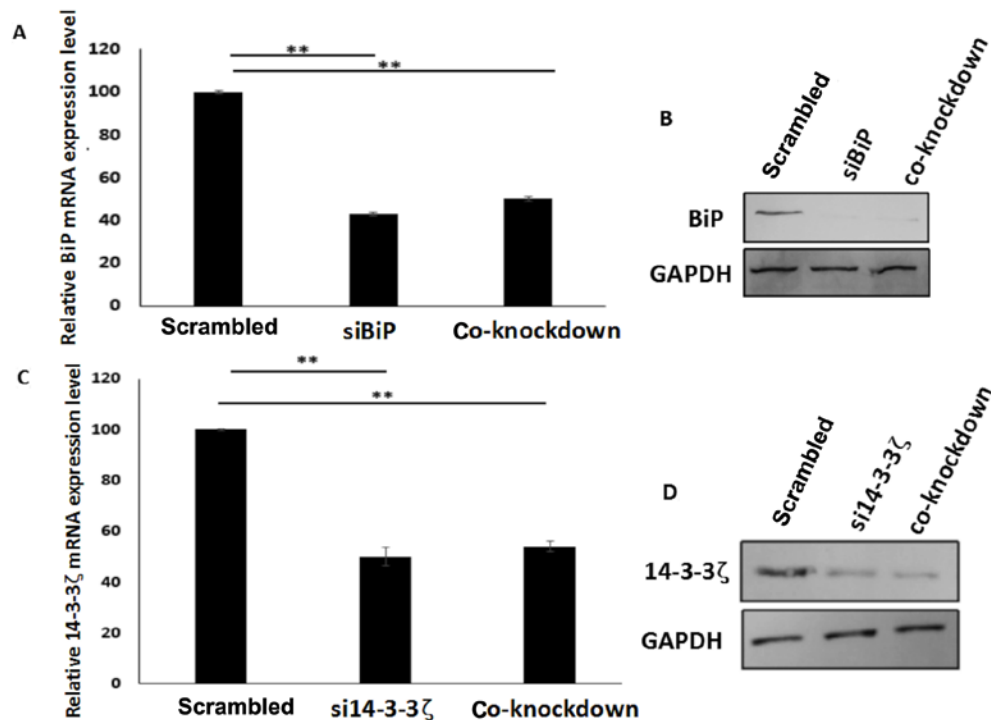 A
Relative BiP mRNA expression level
120
100
80
60
40
20
0
**
**
Scrambled siBiP Co-knockdown
B
Scrambled siBiP co-knockdown
BiP
GAPDH
C
Relative 14-3-3ζ mRNA expression level
120
100
80
60
40
20
0
**
**
Scrambled si14-3-3ζ Co-knockdown
D
Scrambled si14-3-3ζ co-knockdown
14-3-3ζ
GAPDH